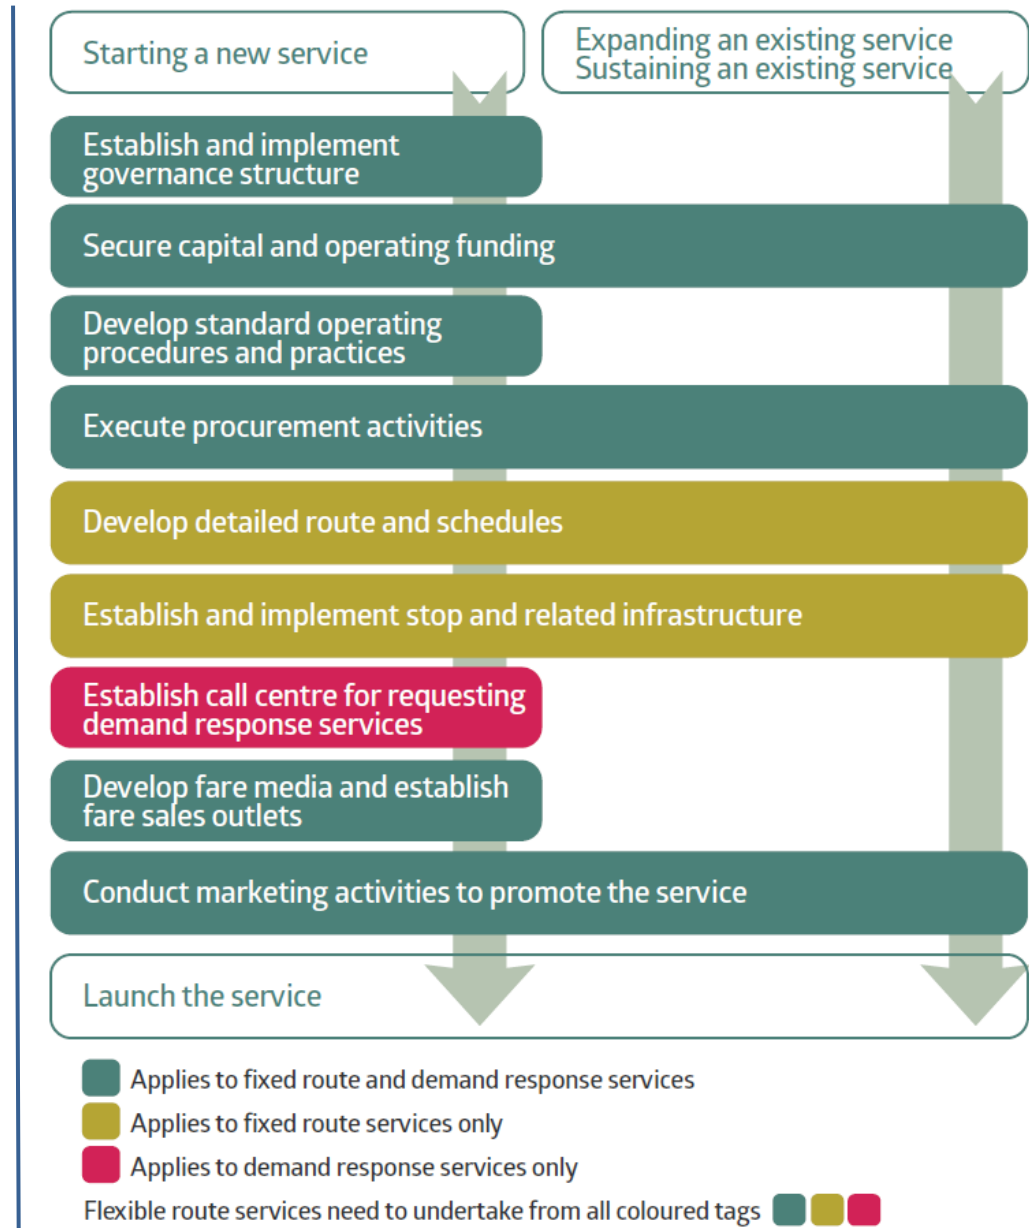 Starting a new service
Expanding an existing service
Sustaining an existing service
Establish and implement
governance structure
Secure capital and operating funding
Develop standard operating
procedures and practices
Execute procurement activities
Develop detailed route and schedules
Establish and implement stop and related infrastructure
Establish call centre for requesting
demand response services
Develop fare media and establish
fare sales outlets
Conduct marketing activities to promote the service
Launch the service
Applies to fixed route and demand response services
Applies to fixed route services only
Applies to demand response services only
Flexible route services need to undertake from all coloured tags